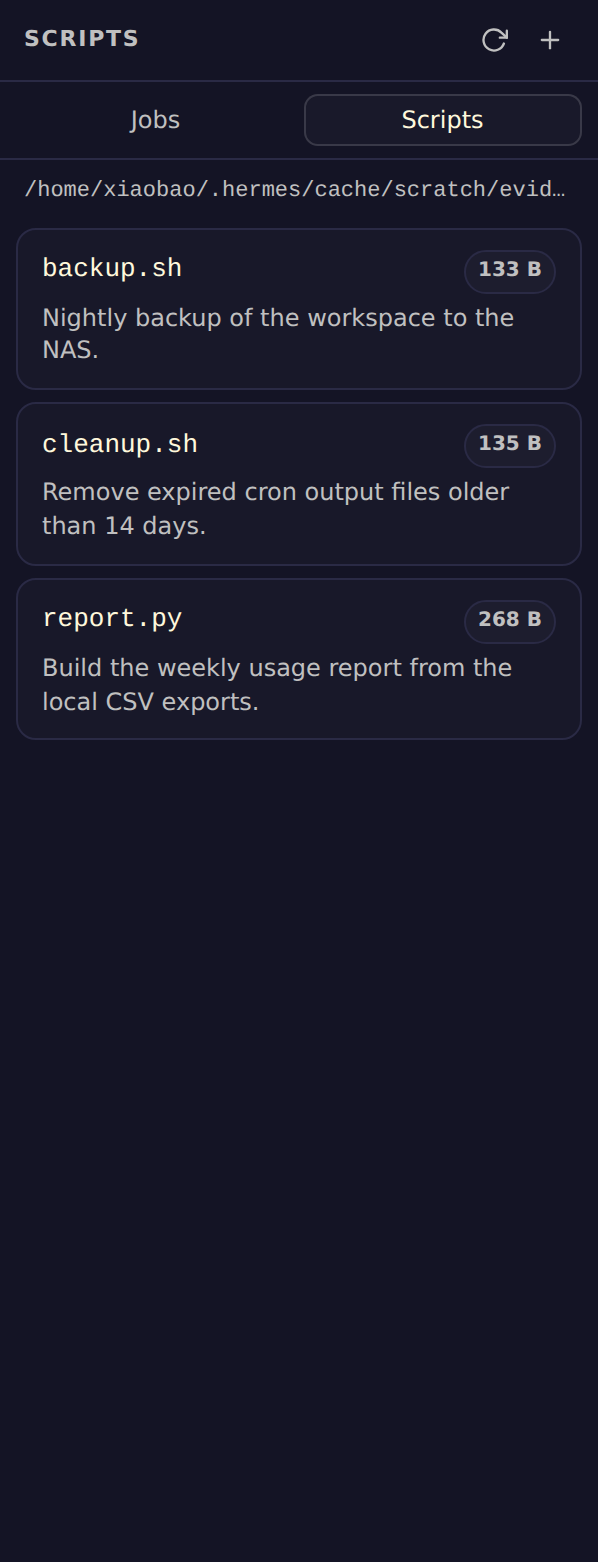 SCRIPTS
Jobs
Scripts
/home/xiaobao/.hermes/cache/scratch/evid…
backup.sh
133 B
Nightly backup of the workspace to the
NAS.
cleanup.sh
135 B
Remove expired cron output files older
than 14 days.
report.py
268 B
Build the weekly usage report from the
local CSV exports.